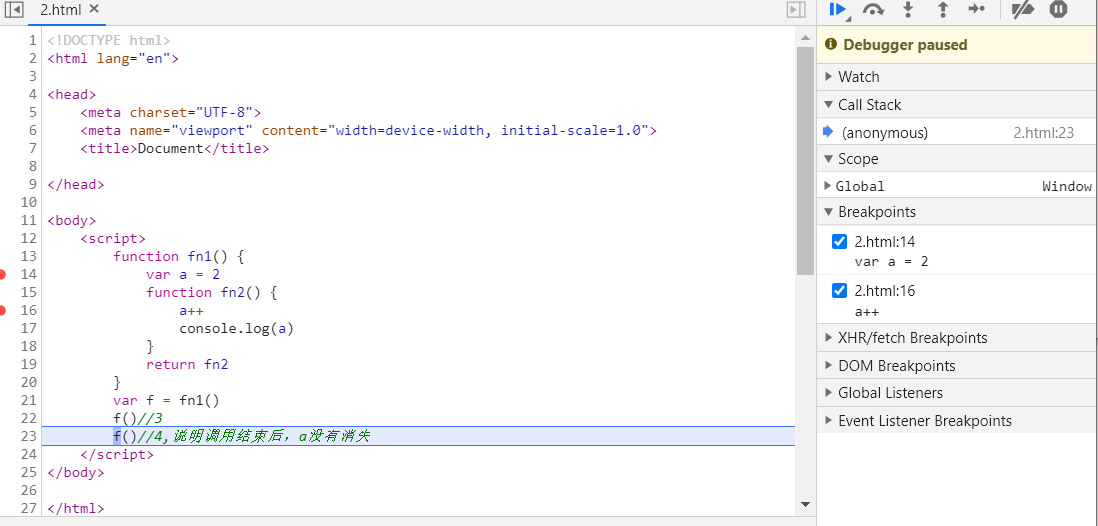 2.html ×
1 <!DOCTYPE html>
2 <html lang="en">
3
4 <head>
5     <meta charset="UTF-8">
6     <meta name="viewport" content="width=device-width, initial-scale=1.0">
7     <title>Document</title>
8
9 </head>
10
11 <body>
12     <script>
13         function fn1() {
14             var a = 2
15             function fn2() {
16                 a++
17                 console.log(a)
18             }
19             return fn2
20         }
21         var f = fn1()
22         f()//3
23         f()//4,说明调用结束后，a没有消失
24     </script>
25 </body>
26
27 </html>
Debugger paused
Watch
Call Stack
(anonymous) 2.html:23
Scope
Global Window
Breakpoints
2.html:14
var a = 2
2.html:16
a++
XHR/fetch Breakpoints
DOM Breakpoints
Global Listeners
Event Listener Breakpoints